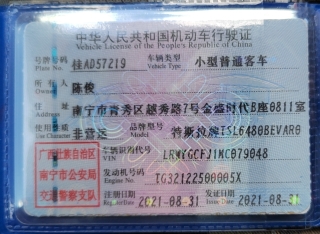 中华人民共和国机动车行驶证
Vehicle License of the People's Republic of China
号牌号码 桂AD57219 车辆类型 小型普通客车
Plate No. Vehicle Type
所有人 陈俊
Owner
住址 南宁市青秀区越秀路7号金盛时代B座0811室
Address
使用性质 非营运 品牌型号 特斯拉牌TSL6480BEVAR0
Use Character Model
广西壮族自治区
南宁市公安局
交通警察支队
车辆识别代号 LRWYGCFJ1MC079048
VIN
发动机号码 TG32122500005X
Engine No.
注册日期 2021-08-31 发证日期 2021-08-31
Register Date Issue Date